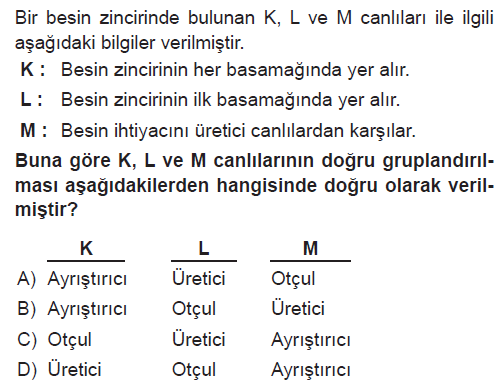 Bir besin zincirinde bulunan K, L ve M canlıları ile ilgili
aşağıdaki bilgiler verilmiştir.
K : Besin zincirinin her basamağında yer alır.
L : Besin zincirinin ilk basamağında yer alır.
M : Besin ihtiyacını üretici canlılardan karşılar.
Buna göre K, L ve M canlılarının doğru gruplandırıl-
ması aşağıdakilerden hangisinde doğru olarak veril-
miştir?
K L M
A) Ayrıştırıcı Üretici Otçul
B) Ayrıştırıcı Otçul Üretici
C) Otçul Üretici Ayrıştırıcı
D) Üretici Otçul Ayrıştırıcı